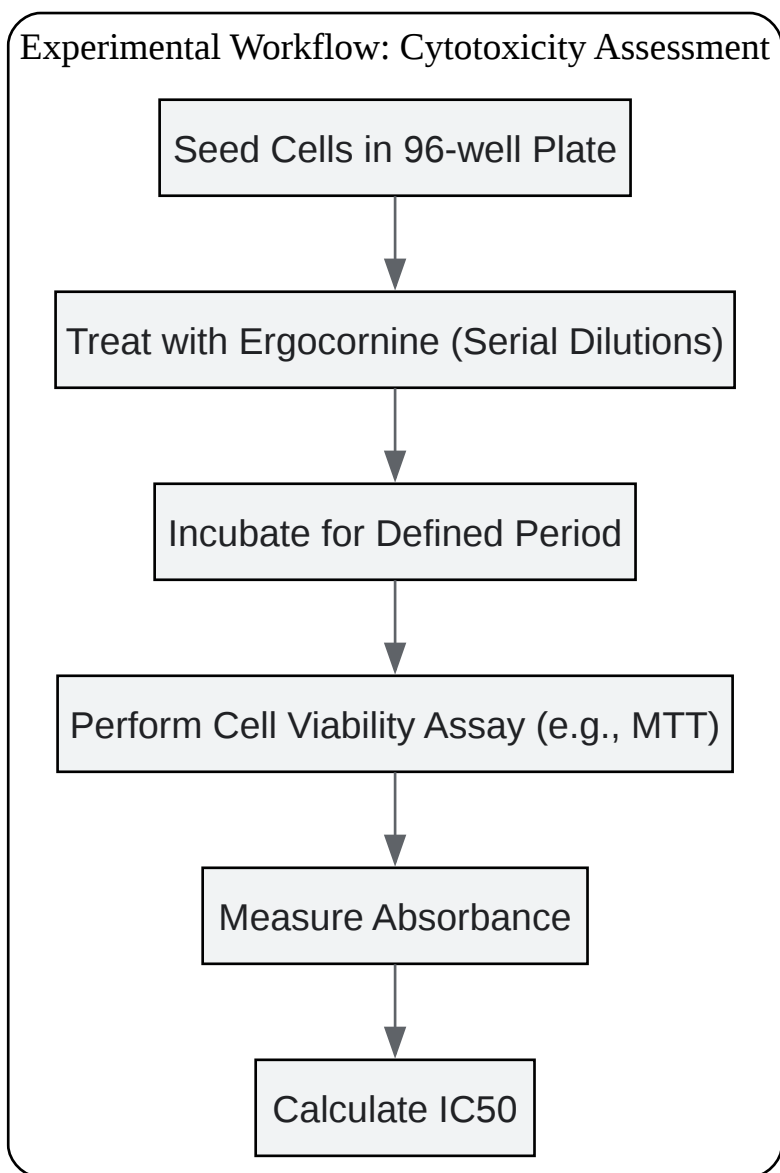 Experimental Workflow: Cytotoxicity Assessment
Seed Cells in 96-well Plate
Treat with Ergocornine (Serial Dilutions)
Incubate for Defined Period
Perform Cell Viability Assay (e.g., MTT)
Measure Absorbance
Calculate IC50